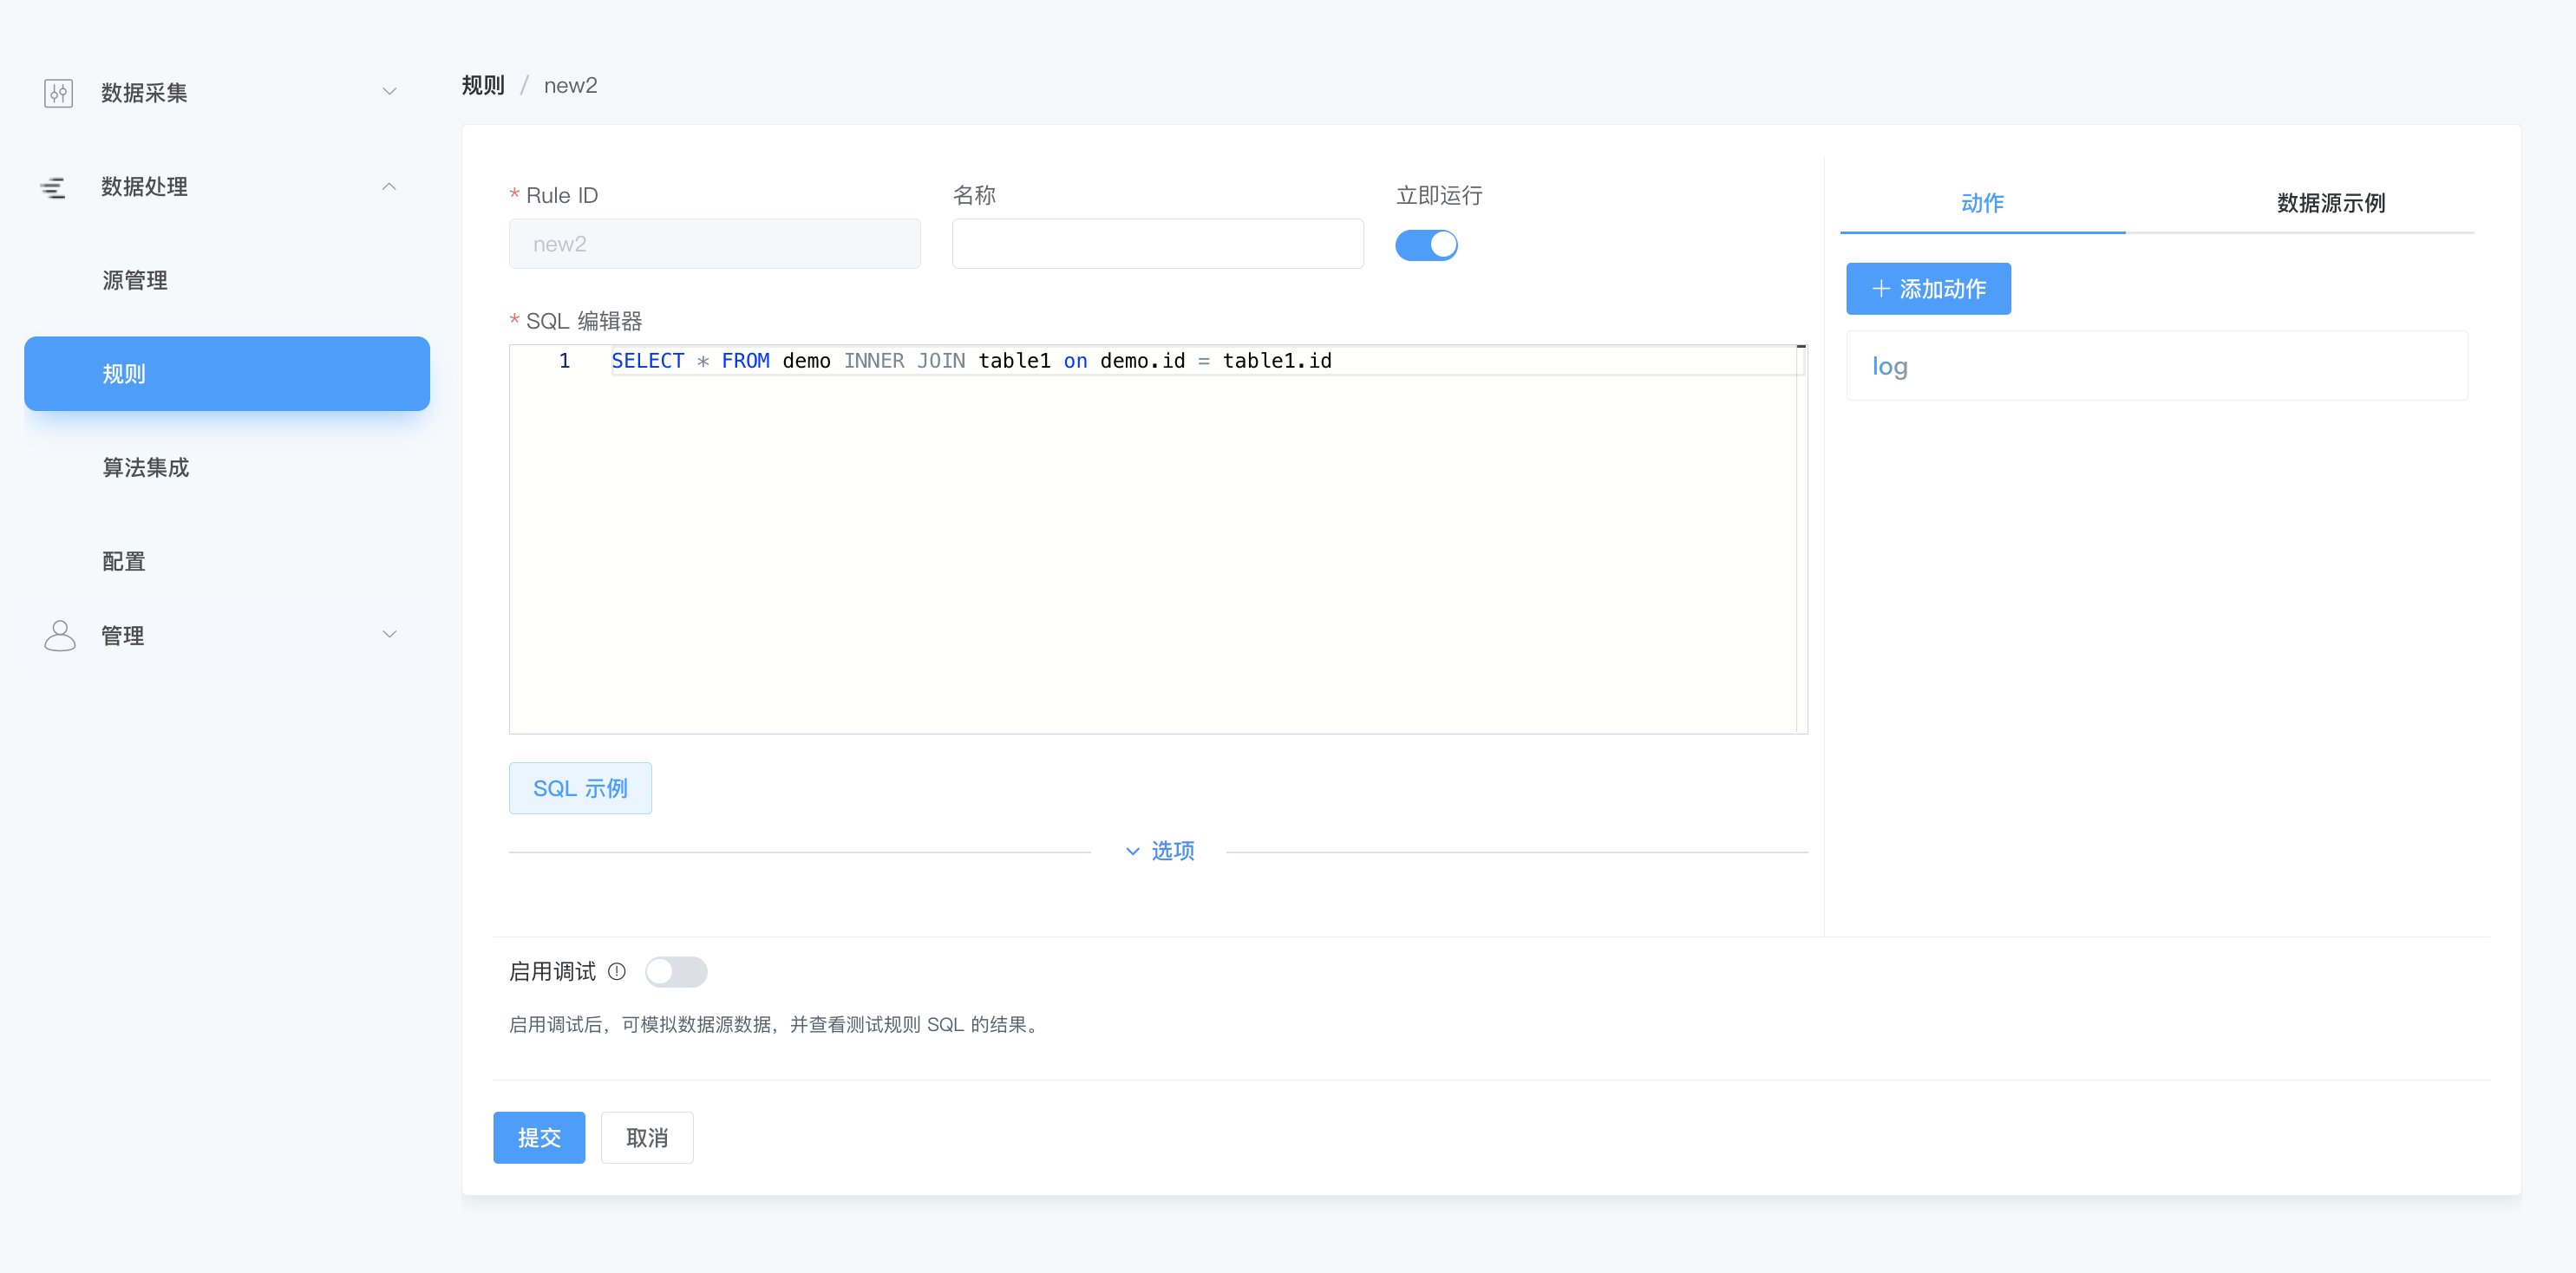 数据采集
数据处理
源管理
规则
算法集成
配置
管理
规则 / new2
* Rule ID
new2
名称
立即运行
* SQL 编辑器
1 SELECT * FROM demo INNER JOIN table1 on demo.id = table1.id
SQL 示例
选项
动作
数据源示例
添加动作
log
启用调试
启用调试后，可模拟数据源数据，并查看测试规则 SQL 的结果。
提交
取消